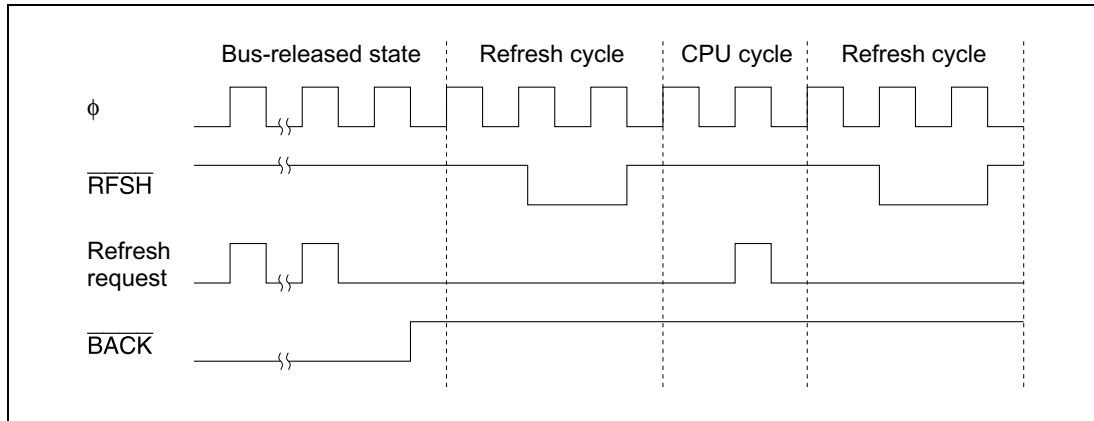 Bus-released state Refresh cycle CPU cycle Refresh cycle
ϕ
RFSH
Refresh
request
BACK